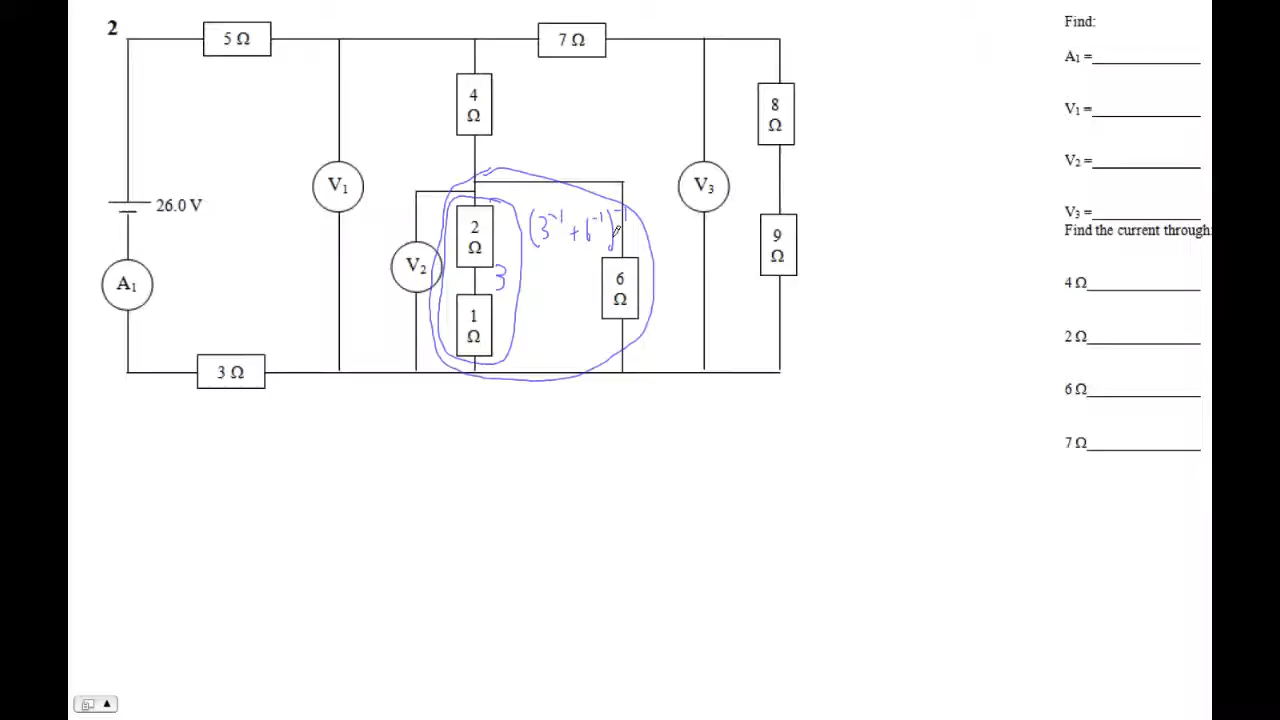 2
5 Ω
7 Ω
4
Ω
8
Ω
V₁
V₃
26.0 V
2
Ω
(3⁻¹ + 6⁻¹)⁻¹
9
Ω
V₂
3
6
Ω
A₁
1
Ω
3 Ω
Find:
A₁ =
V₁ =
V₂ =
V₃ =
Find the current through:
4 Ω
2 Ω
6 Ω
7 Ω